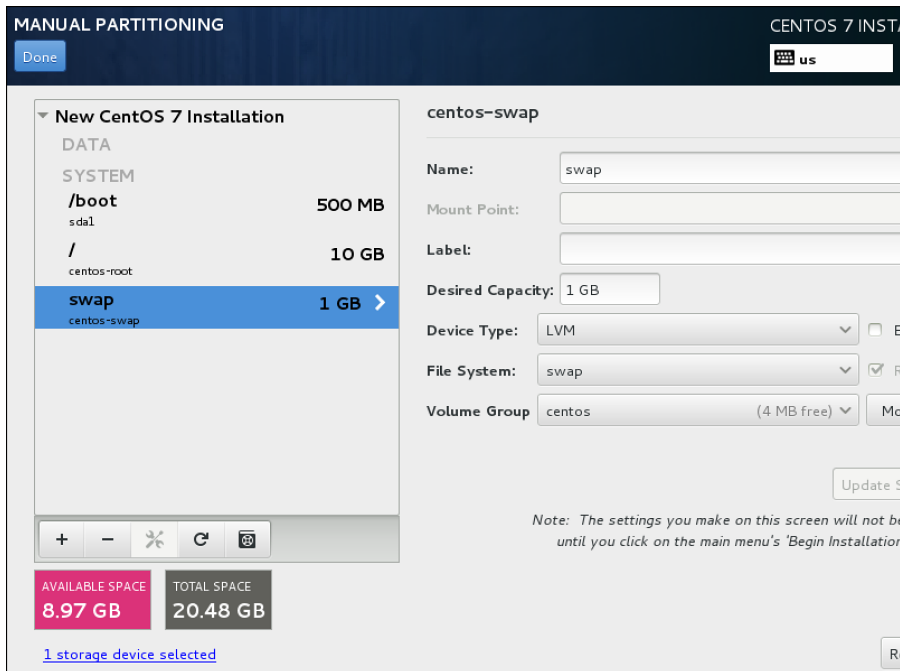 MANUAL PARTITIONING
CENTOS 7 INSTA
Done
us
New CentOS 7 Installation
DATA
SYSTEM
/boot
500 MB
sda1
/
10 GB
centos-root
swap
1 GB
centos-swap
centos-swap
Name:
swap
Mount Point:
Label:
Desired Capacity:
1 GB
Device Type:
LVM
E
File System:
swap
R
Volume Group
centos
(4 MB free)
Mo
Update S
Note: The settings you make on this screen will not be
until you click on the main menu's 'Begin Installation
AVAILABLE SPACE
8.97 GB
TOTAL SPACE
20.48 GB
1 storage device selected
R